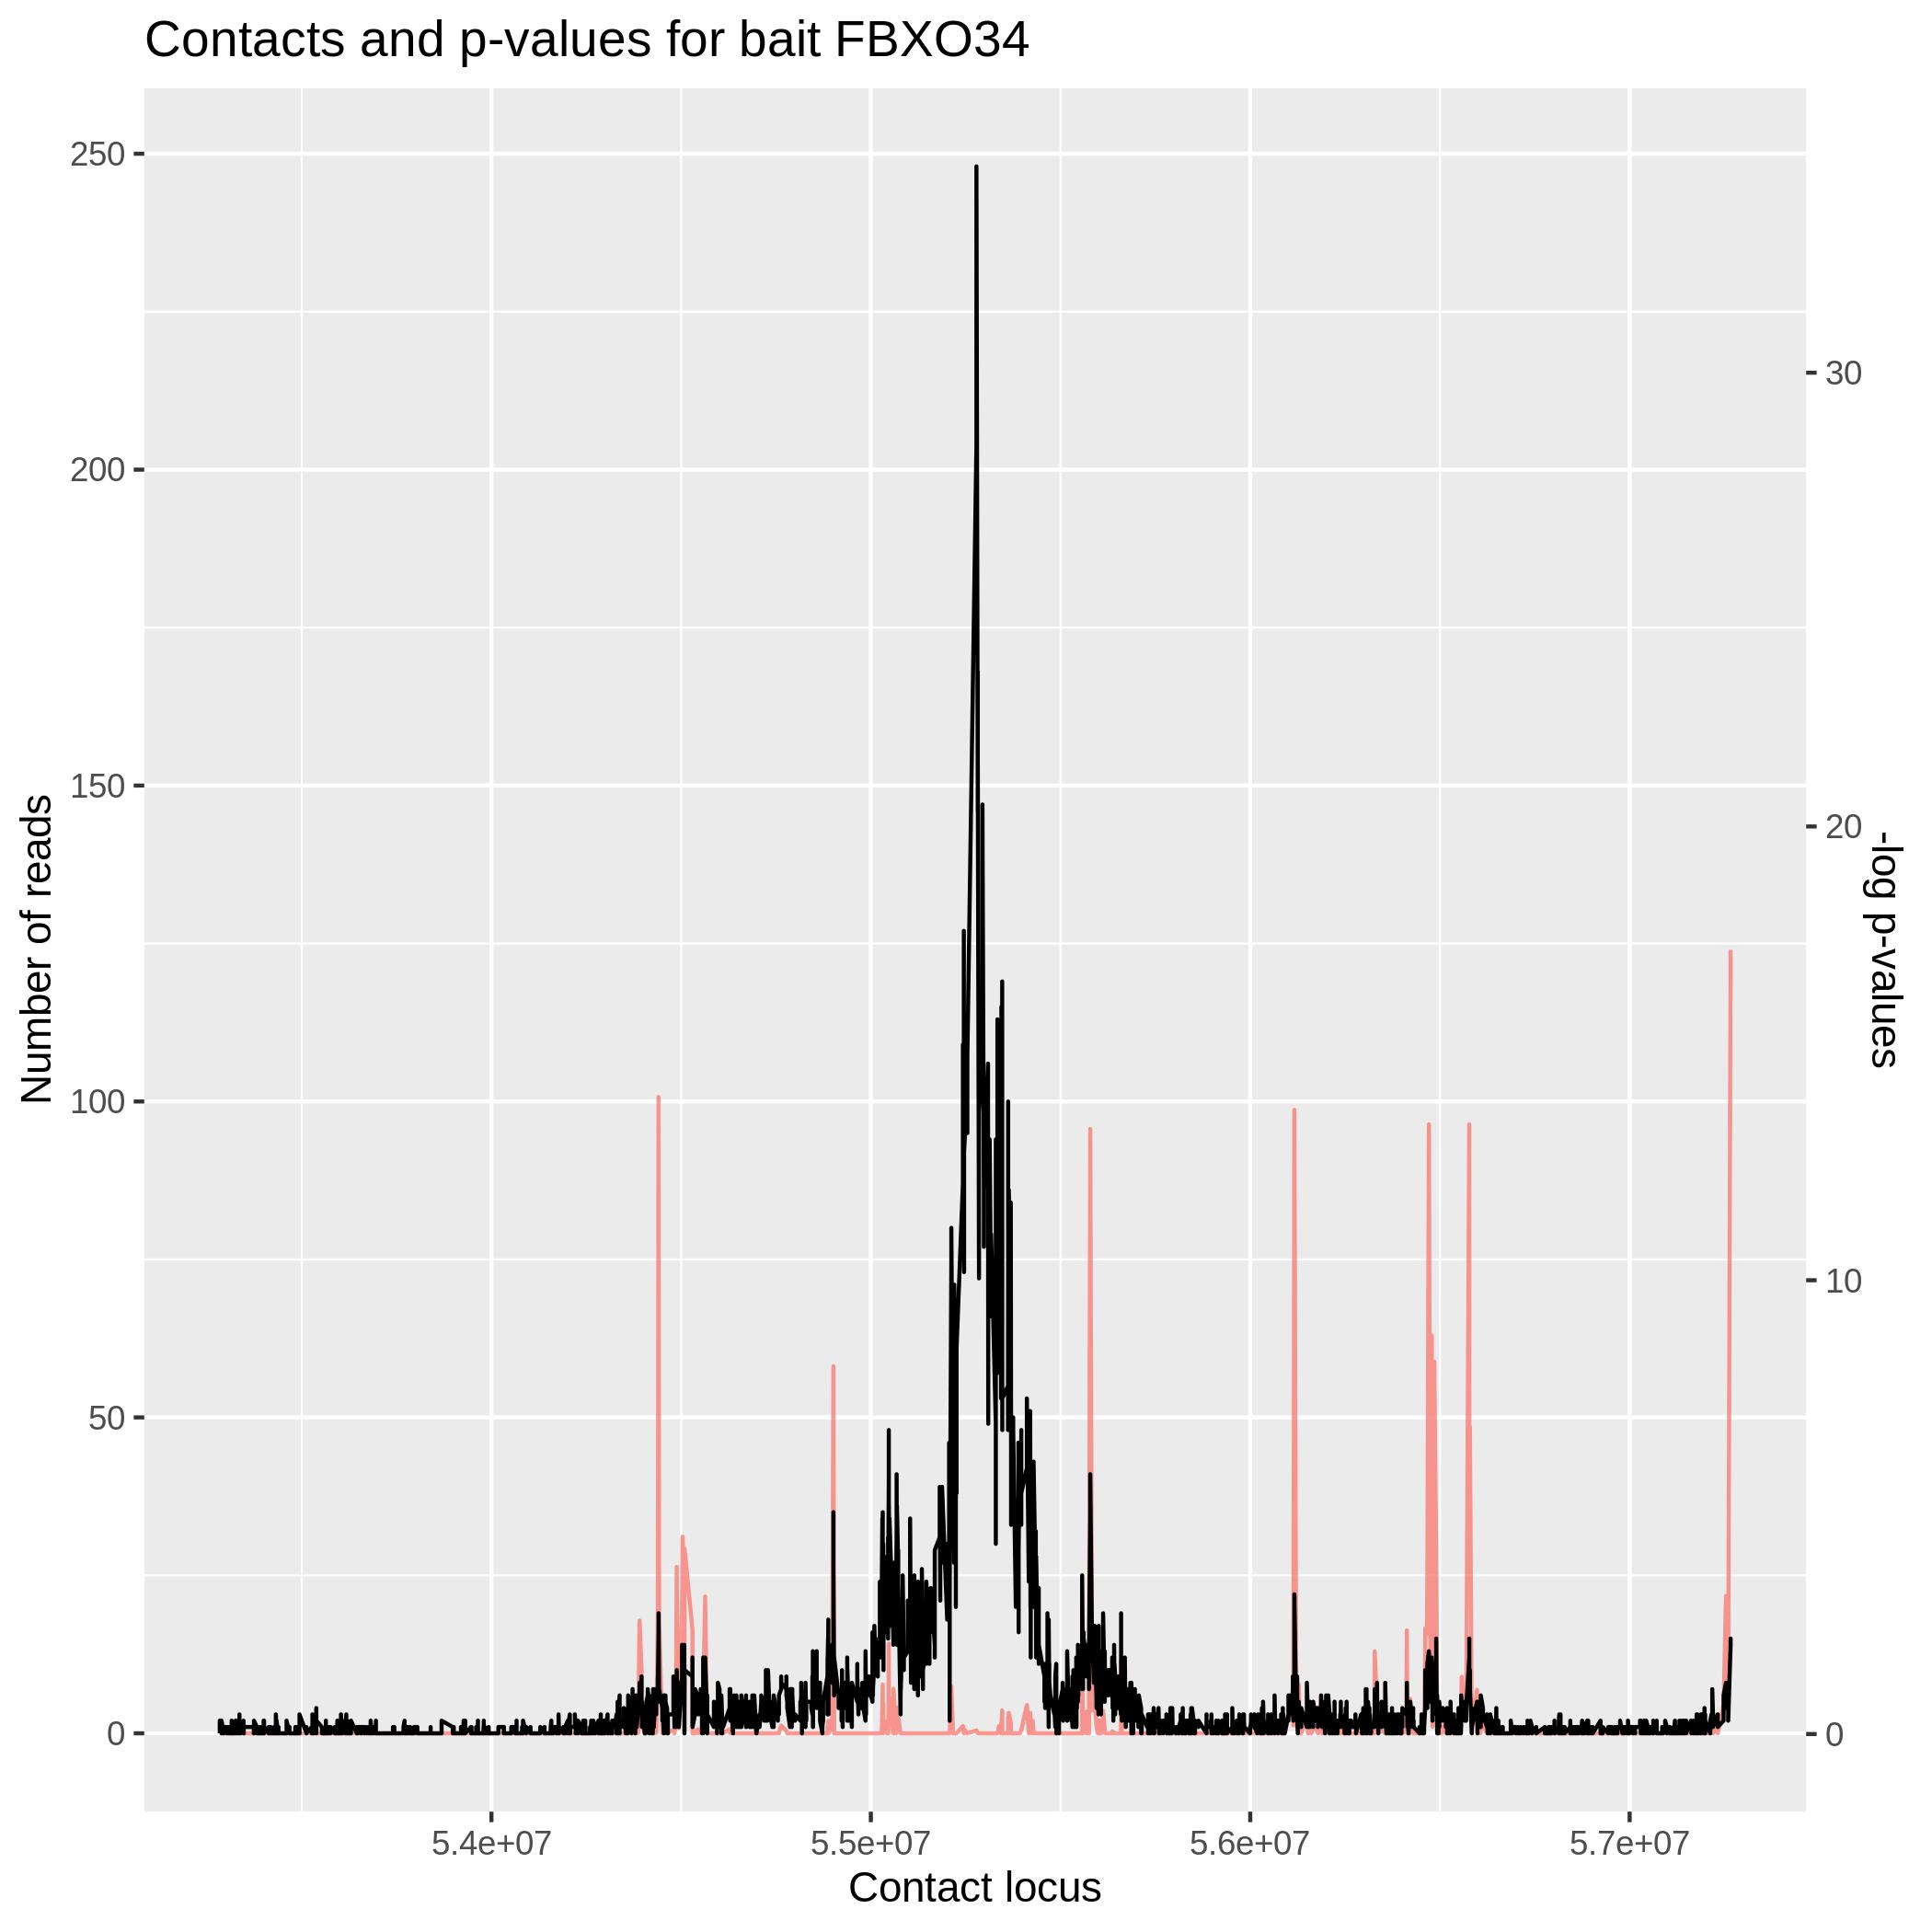 Contacts and p-values for bait FBXO34
250
200
150
100
50
0
Number of reads
30
20
10
0
-log p-values
5.4e+07
5.5e+07
5.6e+07
5.7e+07
Contact locus